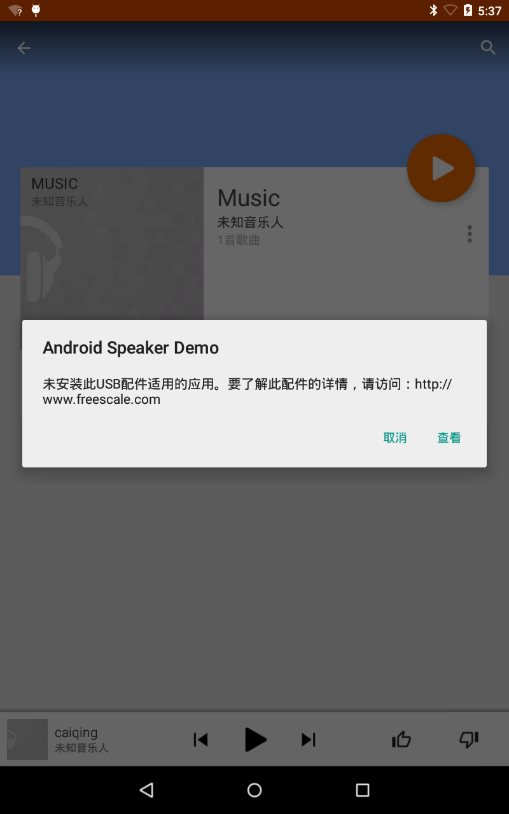 5:37
MUSIC
未知音乐人
Music
未知音乐人
1首歌曲
Android Speaker Demo
未安装此USB配件适用的应用。要了解此配件的详情，请访问：http://
www.freescale.com
取消
查看
caiqing
未知音乐人